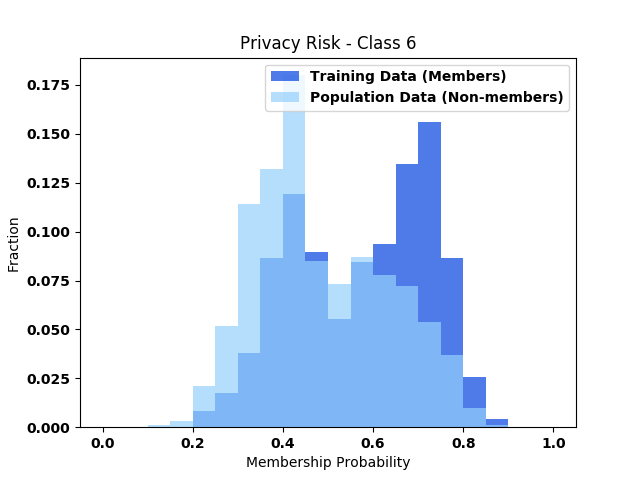 Privacy Risk - Class 6
Training Data (Members)
Population Data (Non-members)
0.175
0.150
0.125
0.100
0.075
0.050
0.025
0.000
Fraction
0.0 0.2 0.4 0.6 0.8 1.0
Membership Probability